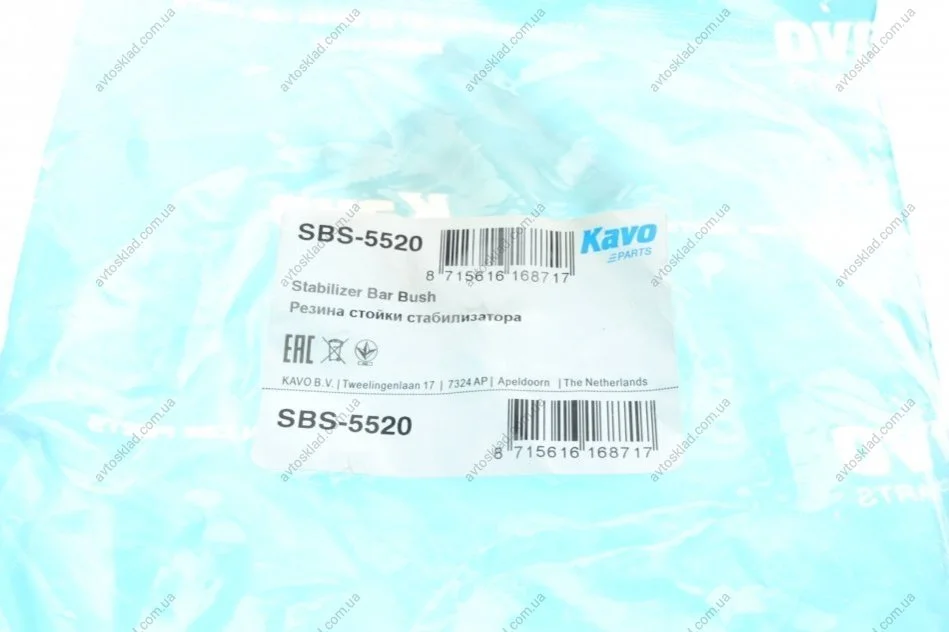 SBS-5520
8 715616 168717
Kavo
PARTS
Stabilizer Bar Bush
Резина стойки стабилизатора
EAC
KAVO B.V. | Tweelingenlaan 17 | 7324 AP | Apeldoorn | The Netherlands
SBS-5520
8 715616 168717
avtosklad.com.ua